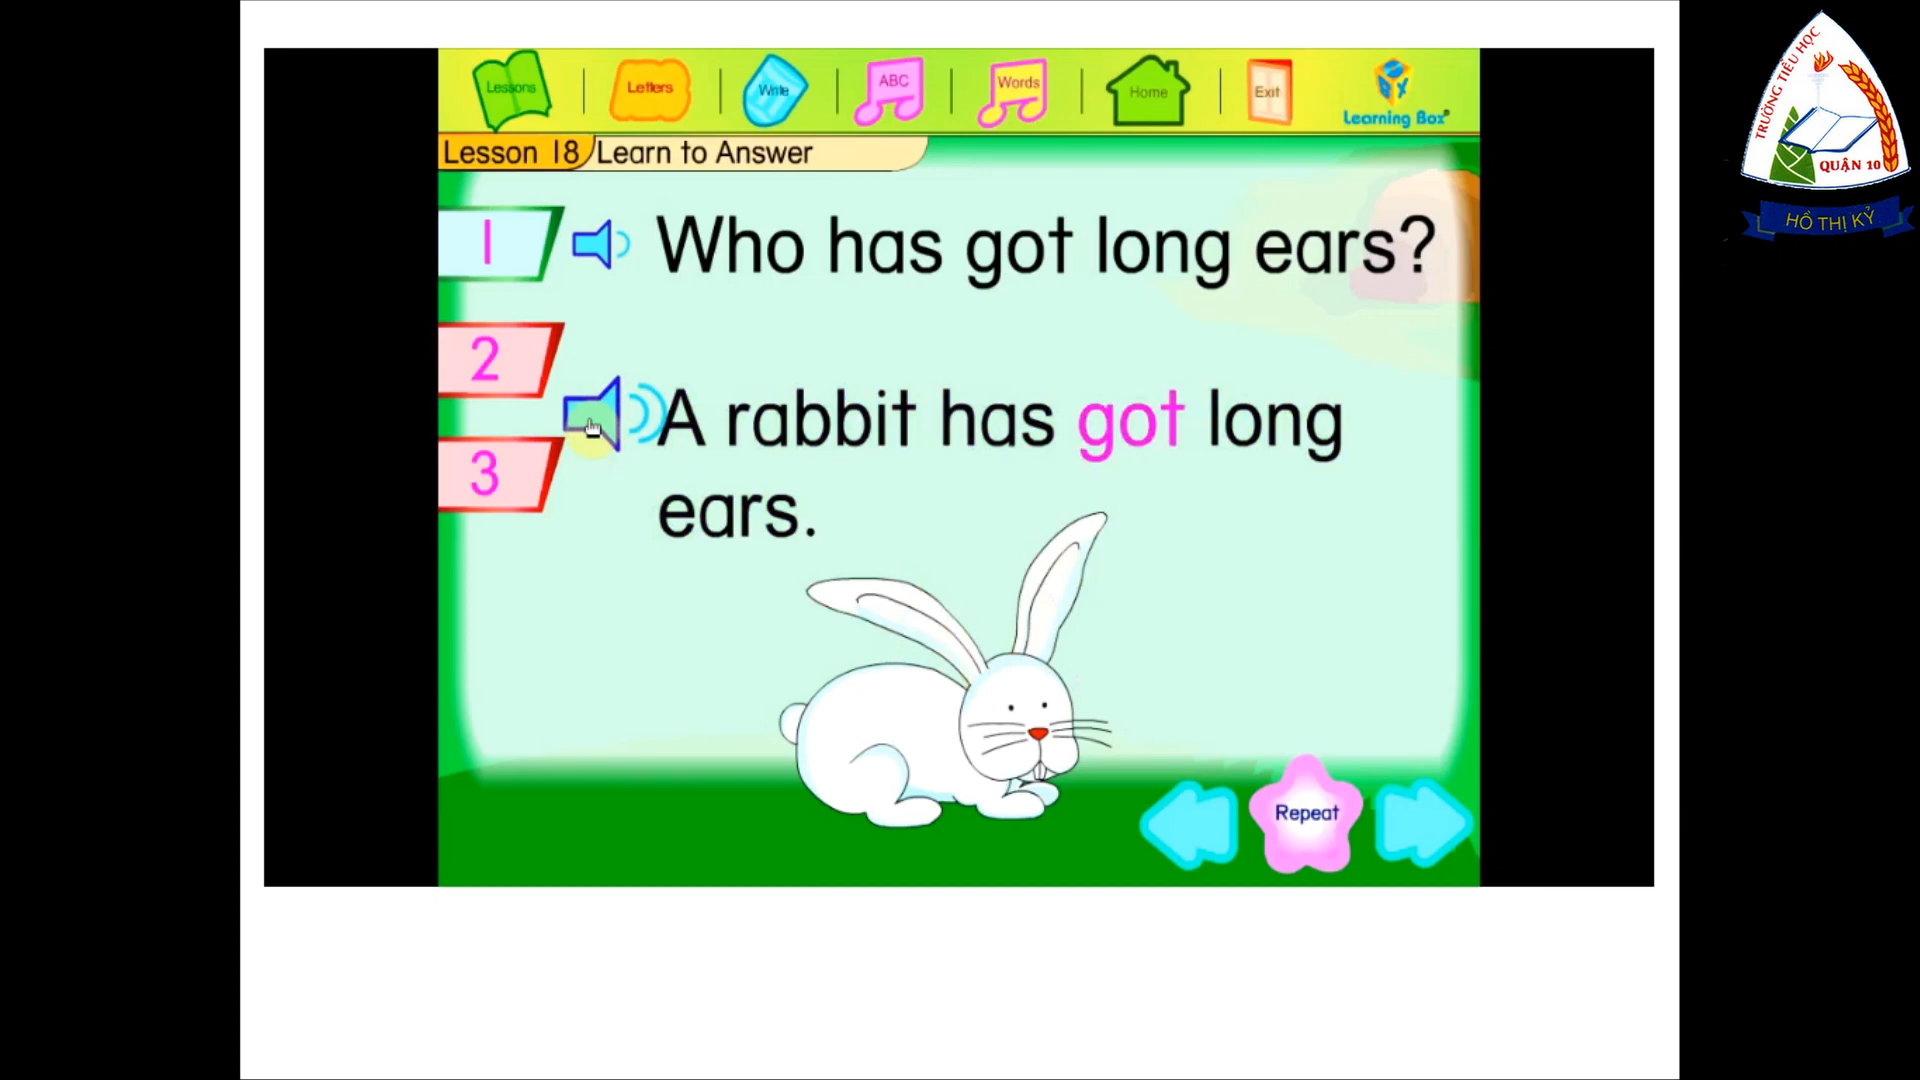 Lessons
Letters
Write
ABC
Words
Home
Exit
Learning Box
Lesson 18
Learn to Answer
1
Who has got long ears?
2
A rabbit has got long
ears.
3
Repeat
TRƯỜNG TIỂU HỌC
QUẬN 10
HỒ THỊ KỶ